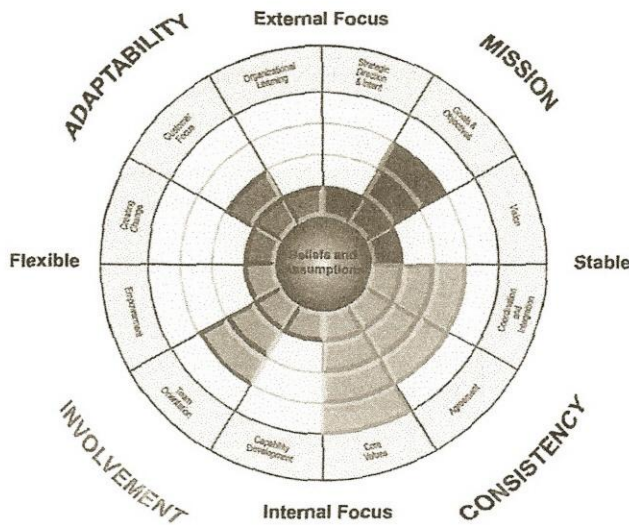 External Focus
ADAPTABILITY
MISSION
Organizational
Learning
Strategic
Direction
& Intent
Customer
Focus
Goals &
Objectives
Creating
Change
Vision
Flexible
Beliefs and
Assumptions
Stable
Empowerment
Coordination
and
Integration
Team
Orientation
Agreement
Capability
Development
Core
Values
INVOLVEMENT
CONSISTENCY
Internal Focus